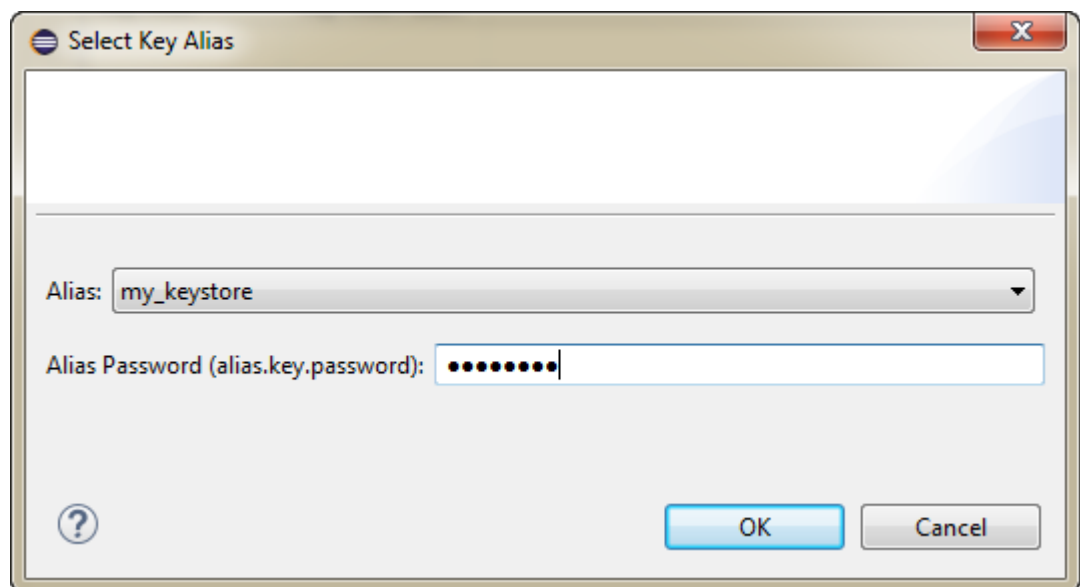 Select Key Alias
Alias: my_keystore
Alias Password (alias.key.password): ●●●●●●●●
?
OK Cancel